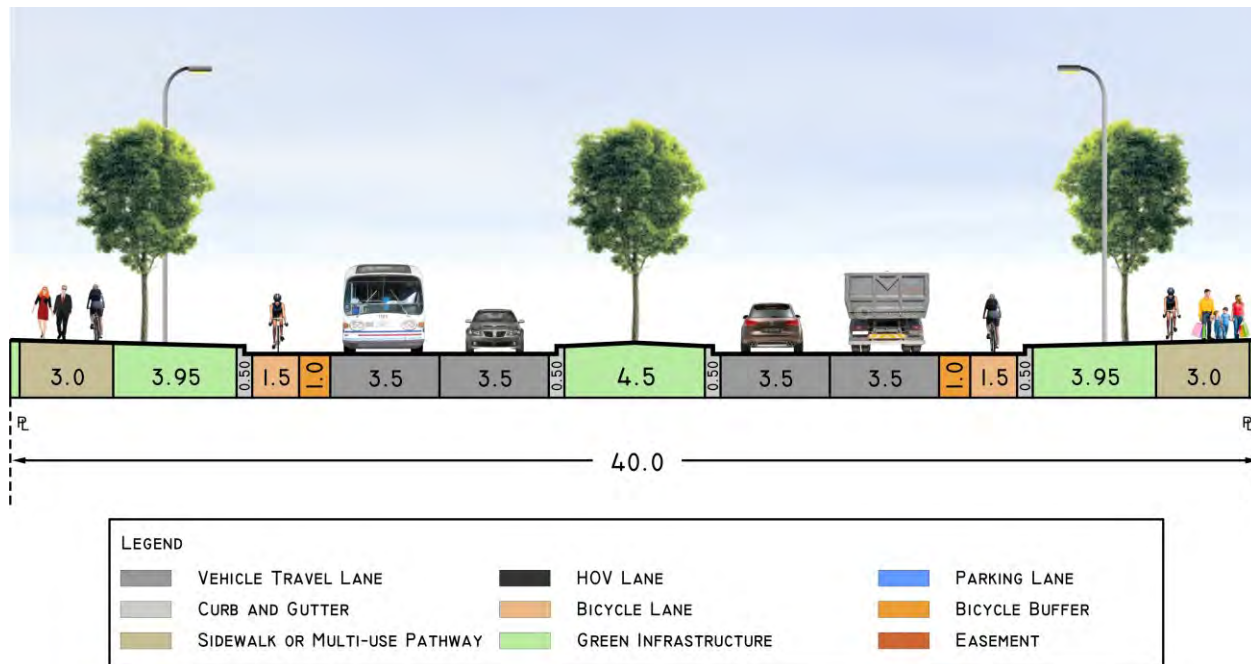 3.0 3.95 0.50 1.5 1.0 3.5 3.5 0.50 4.5 0.50 3.5 3.5 1.0 1.5 0.50 3.95 3.0
PL PL
40.0
LEGEND
VEHICLE TRAVEL LANE HOV LANE PARKING LANE
CURB AND GUTTER BICYCLE LANE BICYCLE BUFFER
SIDEWALK OR MULTI-USE PATHWAY GREEN INFRASTRUCTURE EASEMENT